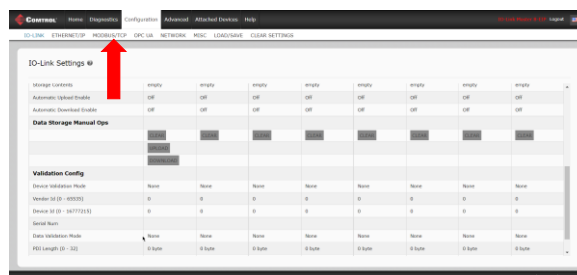 COMTROL Home Diagnostics Configuration Advanced Attached Devices Help Logout
IO-LINK ETHERNET/IP MODBUS/TCP OPC UA NETWORK MISC LOAD/SAVE CLEAR SETTINGS
IO-Link Settings
Storage Contents empty empty empty empty empty empty empty empty
Automatic Upload Enable Off Off Off Off Off Off Off Off
Automatic Download Enable Off Off Off Off Off Off Off Off
Data Storage Manual Ops
CLEAR CLEAR CLEAR CLEAR CLEAR CLEAR CLEAR CLEAR
UPLOAD
DOWNLOAD
Validation Config
Device Validation Mode None None None None None None None None
Vendor Id (0 - 65535) 0 0 0 0 0 0 0 0
Device Id (0 - 16777215) 0 0 0 0 0 0 0 0
Serial Num
Data Validation Mode None None None None None None None None
PDI Length (0 - 32) 0 byte 0 byte 0 byte 0 byte 0 byte 0 byte 0 byte 0 byte